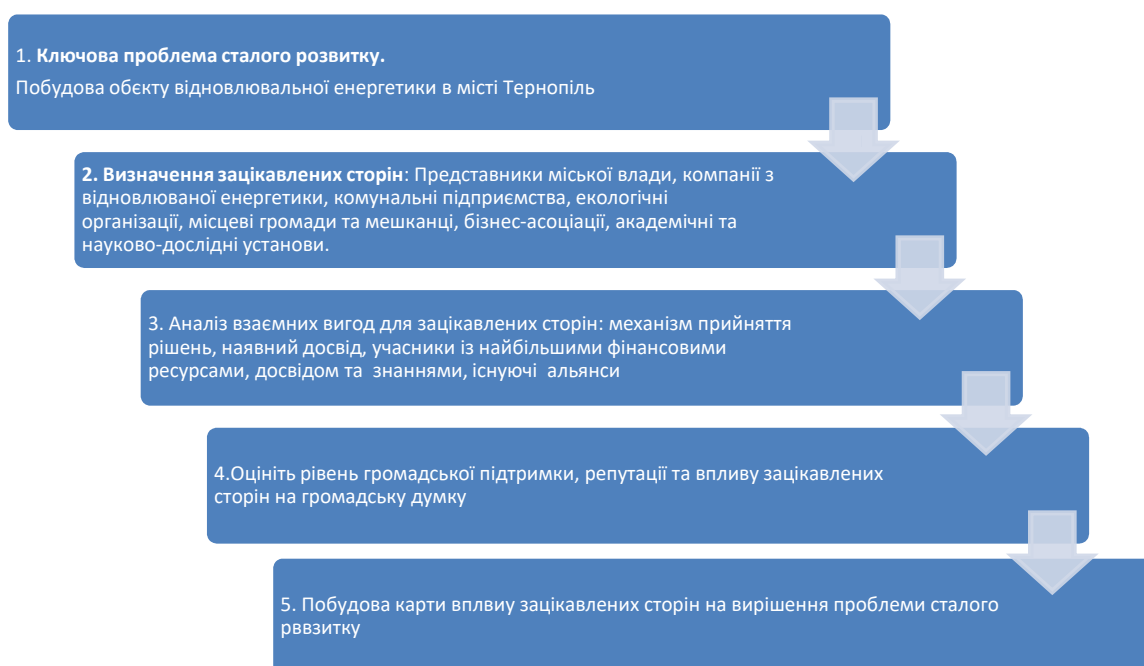 1. Ключова проблема сталого розвитку.
Побудова обєкту відновлювальної енергетики в місті Тернопіль
2. Визначення зацікавлених сторін: Представники міської влади, компанії з
відновлюваної енергетики, комунальні підприємства, екологічні
організації, місцеві громади та мешканці, бізнес-асоціації, академічні та
науково-дослідні установи.
3. Аналіз взаємних вигод для зацікавлених сторін: механізм прийняття
рішень, наявний досвід, учасники із найбільшими фінансовими
ресурсами, досвідом та знаннями, існуючі альянси
4.Оцініть рівень громадської підтримки, репутації та впливу зацікавлених
сторін на громадську думку
5. Побудова карти вплвиу зацікавлених сторін на вирішення проблеми сталого
рввзитку